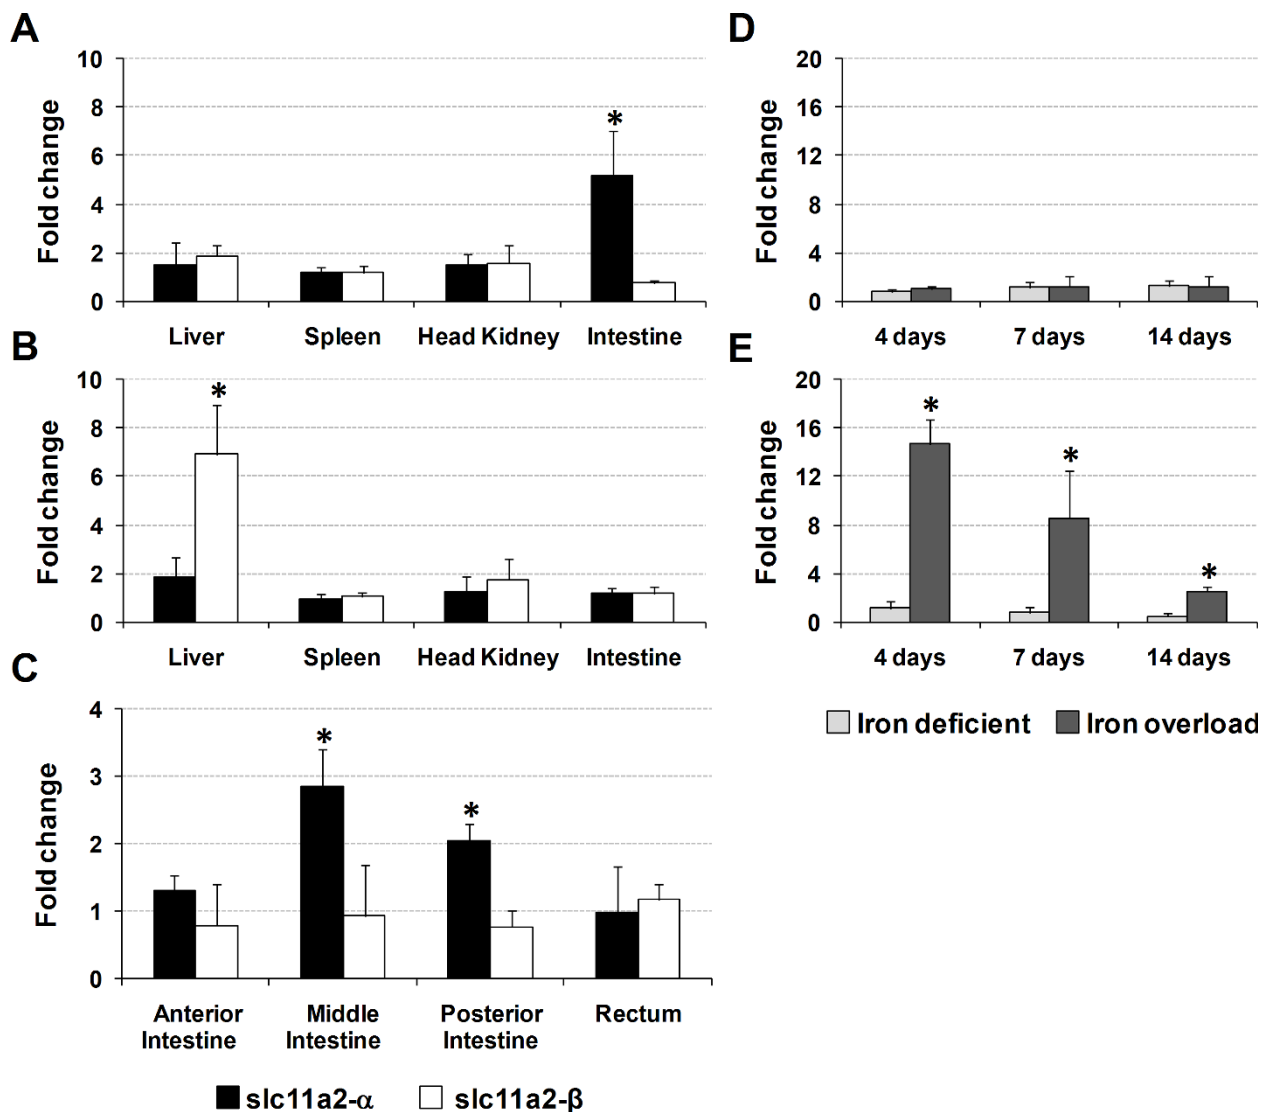 A
Fold change
10
8
6
4
2
0
*
Liver Spleen Head Kidney Intestine
B
Fold change
10
8
6
4
2
0
*
Liver Spleen Head Kidney Intestine
C
Fold change
4
3
2
1
0
*
*
Anterior Middle Posterior Rectum
Intestine Intestine Intestine
slc11a2-α slc11a2-β
D
Fold change
20
16
12
8
4
0
4 days 7 days 14 days
E
Fold change
20
16
12
8
4
0
*
*
*
4 days 7 days 14 days
Iron deficient Iron overload